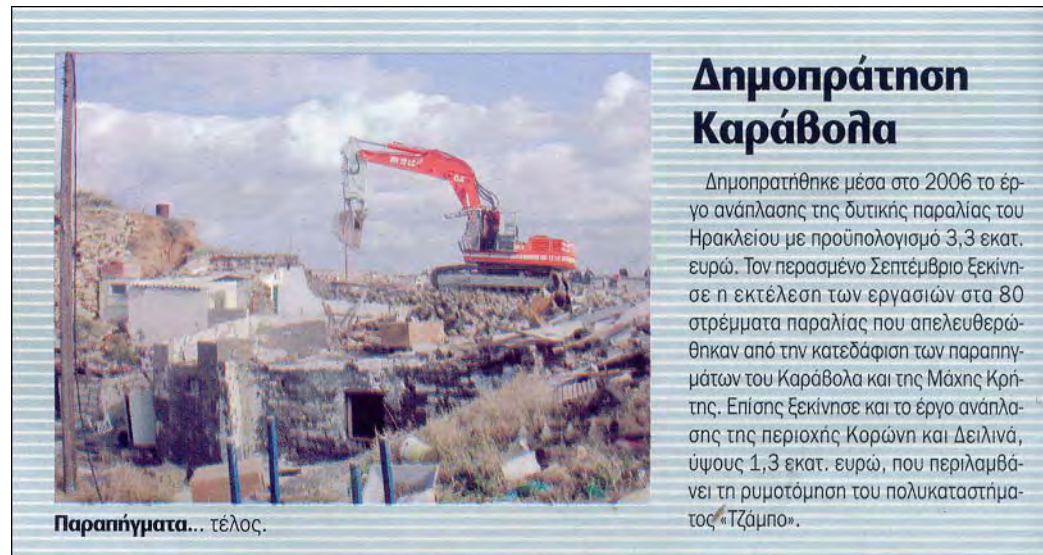 Δημοπράτηση
Καράβολα
Δημοπρατήθηκε μέσα στο 2006 το έρ-
γο ανάπλασης της δυτικής παραλίας του
Ηρακλείου με προϋπολογισμό 3,3 εκατ.
ευρώ. Τον περασμένο Σεπτέμβριο ξεκίνη-
σε η εκτέλεση των εργασιών στα 80
στρέμματα παραλίας που απελευθερώ-
θηκαν από την κατεδάφιση των παραπηγ-
μάτων του Καράβολα και της Μάχης Κρή-
της. Επίσης ξεκίνησε και το έργο ανάπλα-
σης της περιοχής Κορώνη και Δειλινά,
ύψους 1,3 εκατ. ευρώ, που περιλαμβά-
νει τη ρυμοτόμηση του πολυκαταστήμα-
τος «Τζάμπο».
Παραπήγματα... τέλος.